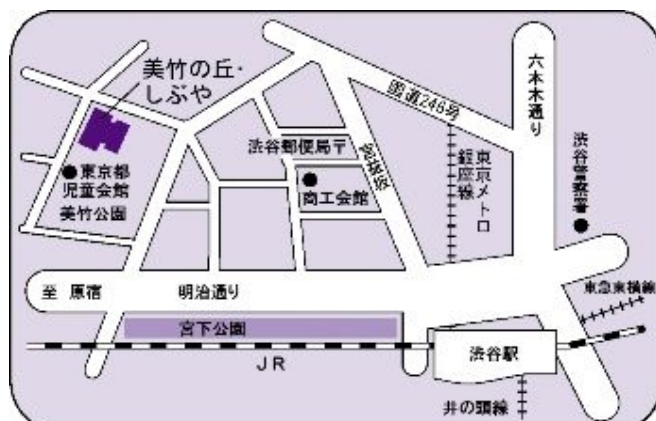 美竹の丘・
しぶや
東京都
児童会館
美竹公園
渋谷郵便局〒
商工会館
宮益坂
国道246号
六本木通り
東京メトロ
銀座線
渋谷警察署
至 原宿
明治通り
宮下公園
JR
渋谷駅
東急東横線
井の頭線